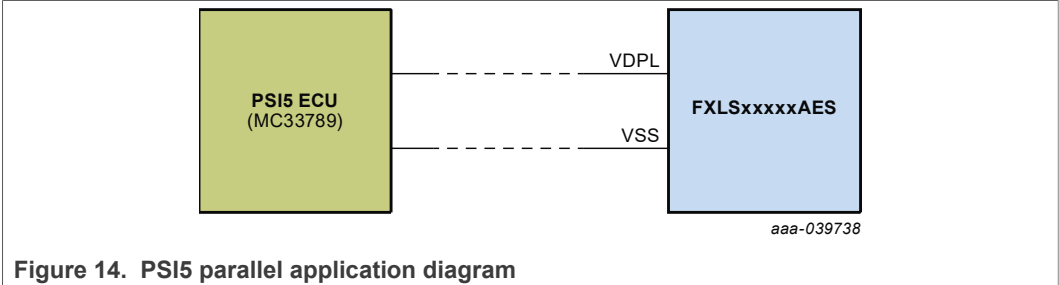 PSI5 ECU
(MC33789)
VDPL
VSS
FXLSxxxxxAES
aaa-039738
Figure 14. PSI5 parallel application diagram